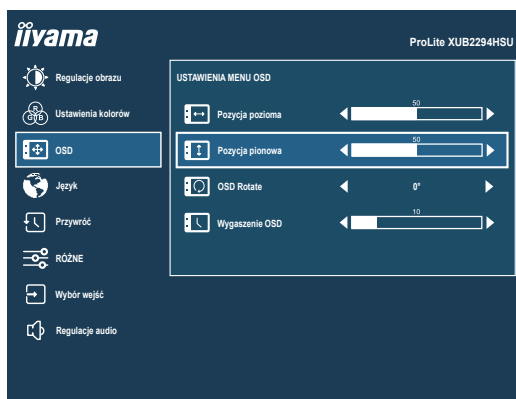 iiyama
ProLite XUB2294HSU
Regulacje obrazu
R
G B
Ustawienia kolorów
OSD
Język
Przywróć
RÓŻNE
Wybór wejść
Regulacje audio
USTAWIENIA MENU OSD
Pozycja pozioma
50
Pozycja pionowa
50
OSD Rotate
0°
Wygaszenie OSD
10